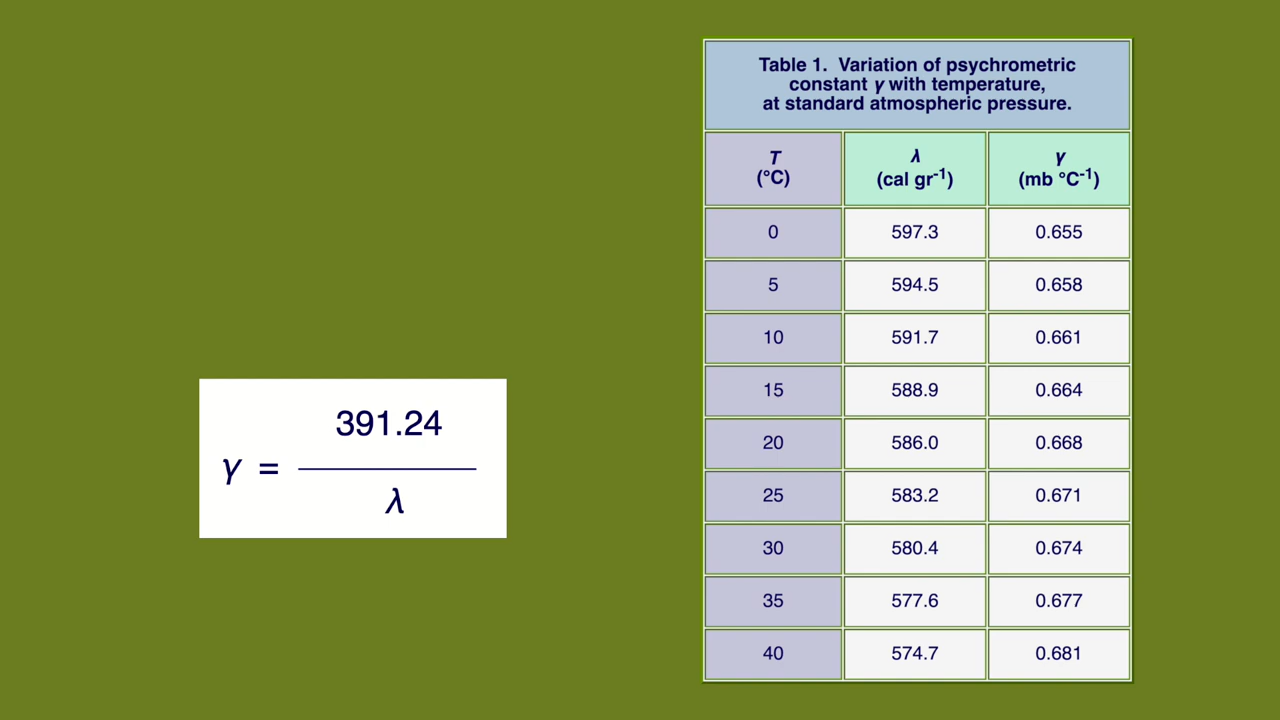 Table 1. Variation of psychrometric
constant γ with temperature,
at standard atmospheric pressure.
T (°C) λ (cal gr⁻¹) γ (mb °C⁻¹)
0 597.3 0.655
5 594.5 0.658
10 591.7 0.661
15 588.9 0.664
20 586.0 0.668
25 583.2 0.671
30 580.4 0.674
35 577.6 0.677
40 574.7 0.681
391.24
γ =
λ